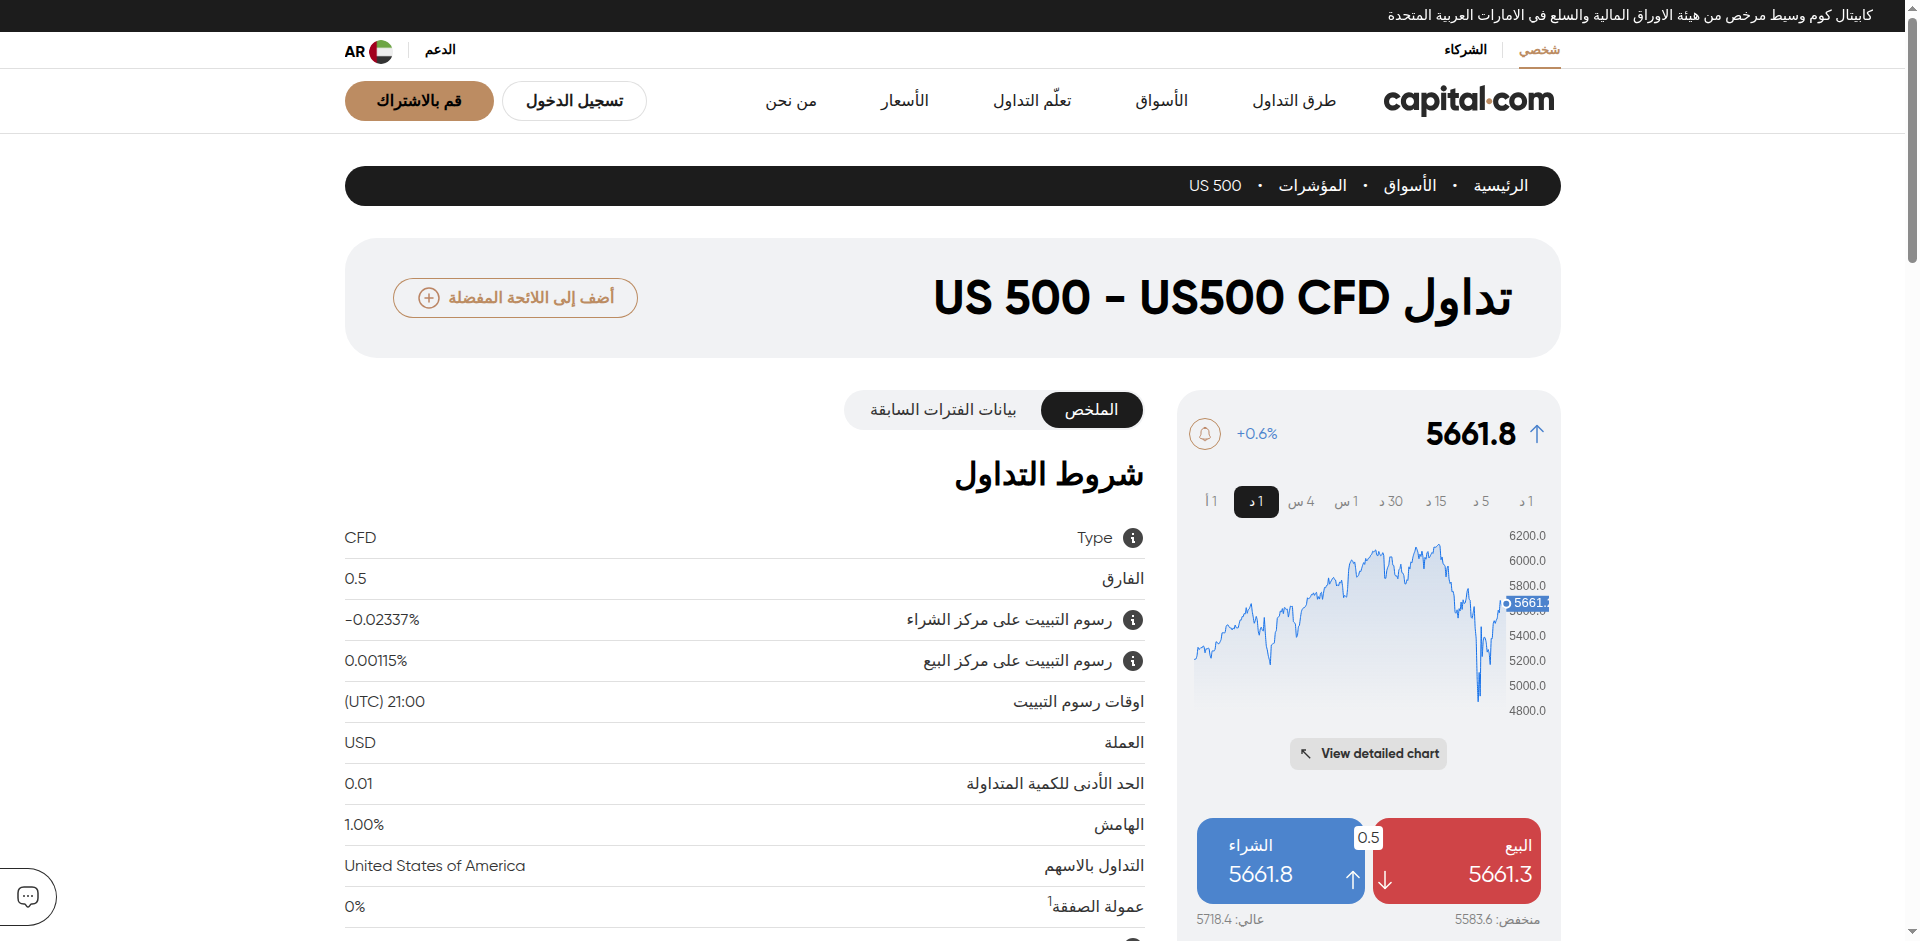 كابيتال كوم وسيط مرخص من هيئة الاوراق المالية والسلع في الامارات العربية المتحدة
شخصي
الشركاء
الدعم
AR
capital.com
طرق التداول
الأسواق
تعلّم التداول
الأسعار
من نحن
تسجيل الدخول
قم بالاشتراك
الرئيسية • الأسواق • المؤشرات • US 500
تداول US 500 - US500 CFD
أضف إلى اللائحة المفضلة
5661.8
+0.6%
1 د
5 د
15 د
30 د
1 س
4 س
1 د
1 أ
6200.0
6000.0
5800.0
5661.
5400.0
5200.0
5000.0
4800.0
View detailed chart
البيع
5661.3
0.5
الشراء
5661.8
منخفض: 5583.6
عالي: 5718.4
الملخص
بيانات الفترات السابقة
شروط التداول
Type CFD
الفارق 0.5
رسوم التبييت على مركز الشراء -0.02337%
رسوم التبييت على مركز البيع 0.00115%
اوقات رسوم التبييت 21:00 (UTC)
العملة USD
الحد الأدنى للكمية المتداولة 0.01
الهامش 1.00%
التداول بالاسهم United States of America
عمولة الصفقة1 0%